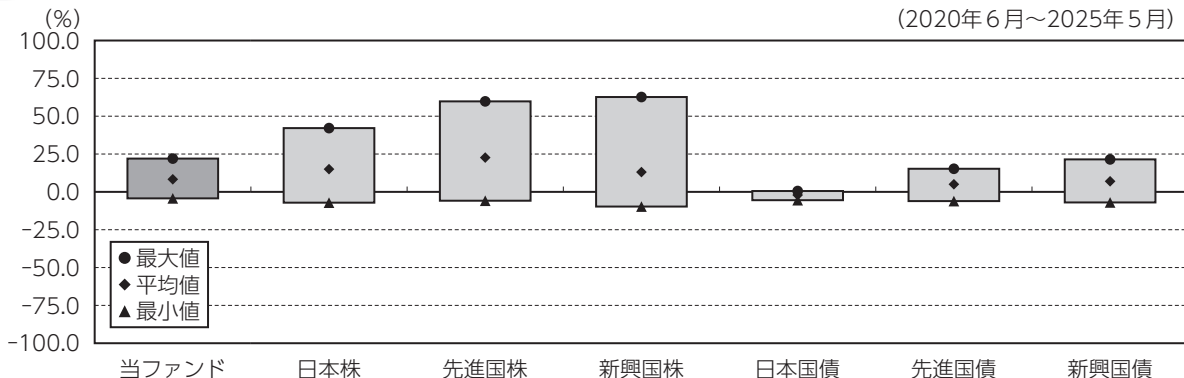 (%)
(2020年6月~2025年5月)
100.0
75.0
50.0
25.0
0.0
-25.0
-50.0
-75.0
-100.0
● 最大値
◆ 平均値
▲ 最小値
当ファンド 日本株 先進国株 新興国株 日本国債 先進国債 新興国債